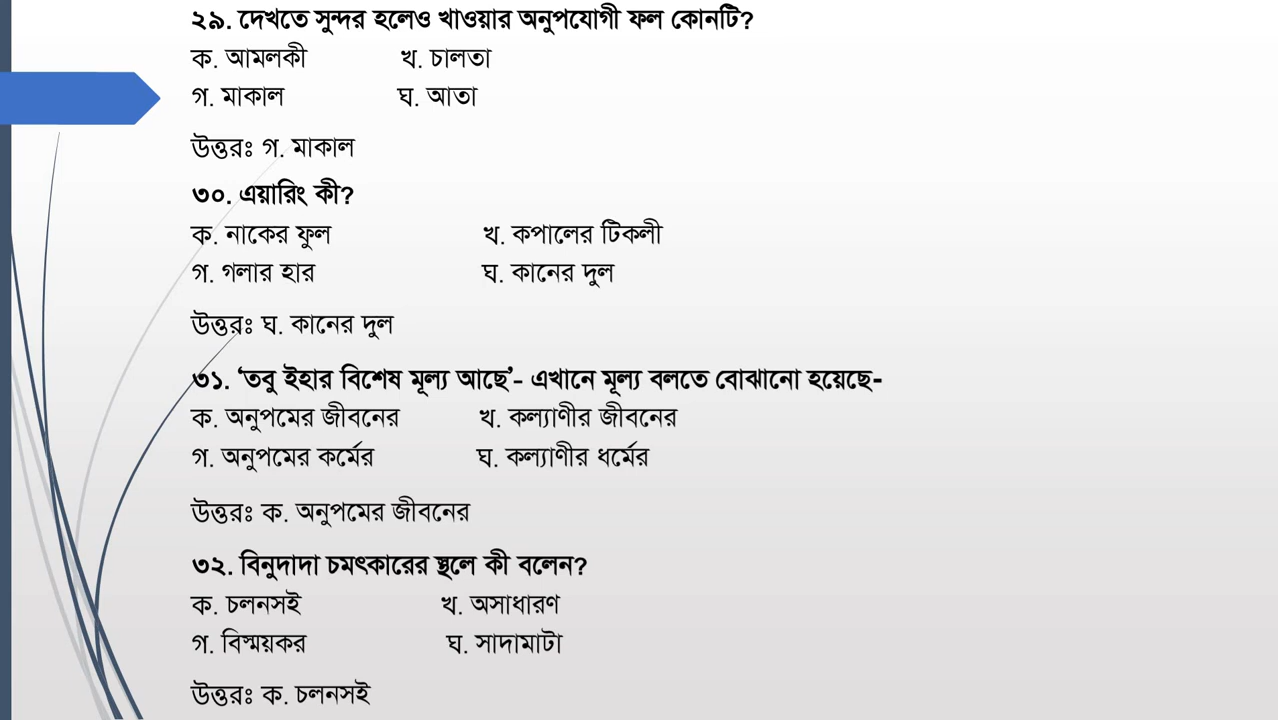 ২৯. দেখতে সুন্দর হলেও খাওয়ার অনুপযোগী ফল কোনটি?
ক. আমলকী খ. চালতা
গ. মাকাল ঘ. আতা
উত্তরঃ গ. মাকাল
৩০. এয়ারিং কী?
ক. নাকের ফুল খ. কপালের টিকলী
গ. গলার হার ঘ. কানের দুল
উত্তরঃ ঘ. কানের দুল
৩১. ‘তবু ইহার বিশেষ মূল্য আছে’- এখানে মূল্য বলতে বোঝানো হয়েছে-
ক. অনুপমের জীবনের খ. কল্যাণীর জীবনের
গ. অনুপমের কর্মের ঘ. কল্যাণীর ধর্মের
উত্তরঃ ক. অনুপমের জীবনের
৩২. বিনুদাদা চমৎকারের স্থলে কী বলেন?
ক. চলনসই খ. অসাধারণ
গ. বিস্ময়কর ঘ. সাদামাটা
উত্তরঃ ক. চলনসই